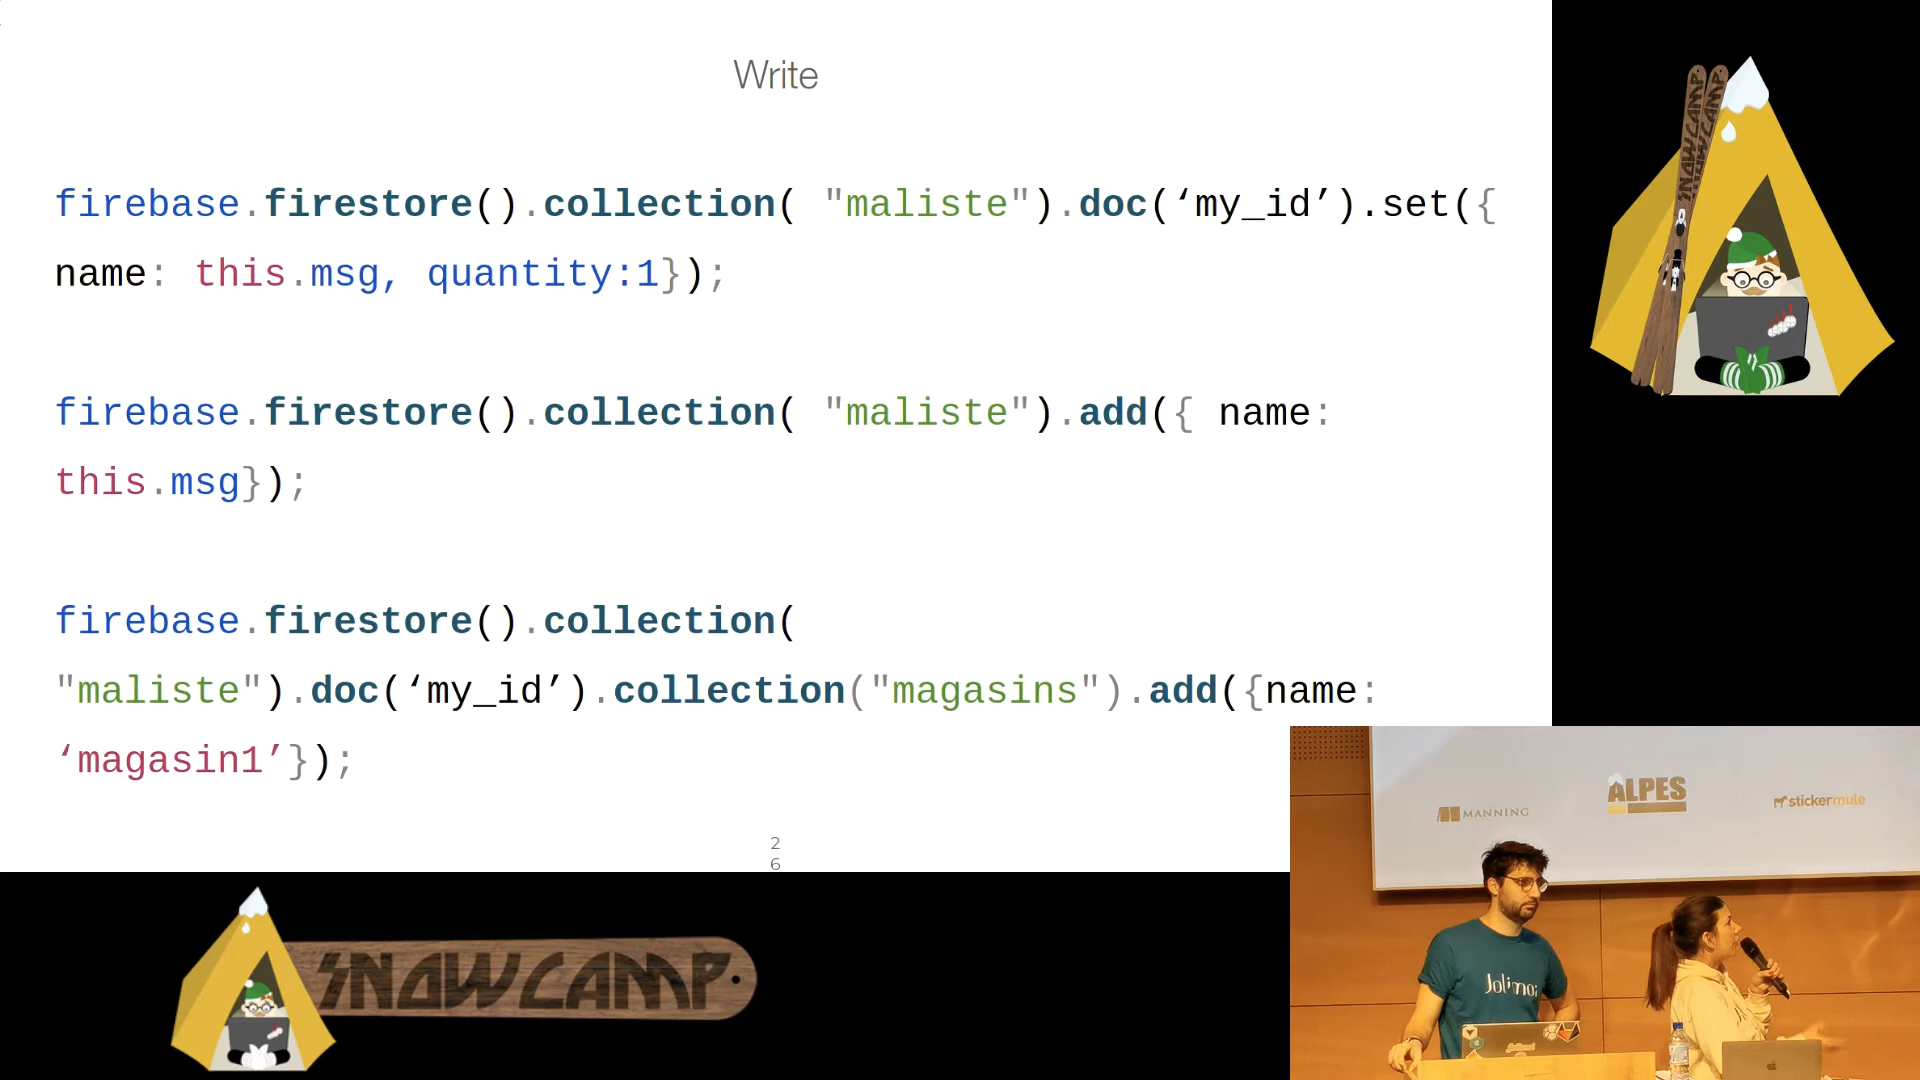 Write
firebase.firestore().collection( "maliste").doc(‘my_id’).set({
name: this.msg, quantity:1});
firebase.firestore().collection( "maliste").add({ name:
this.msg});
firebase.firestore().collection(
"maliste").doc(‘my_id’).collection("magasins").add({name:
‘magasin1’});
2
6
SNOWCAMP
SNOWCAMP
MANNING
ALPES
stickermule
Jolimoi
SNOWCAMP